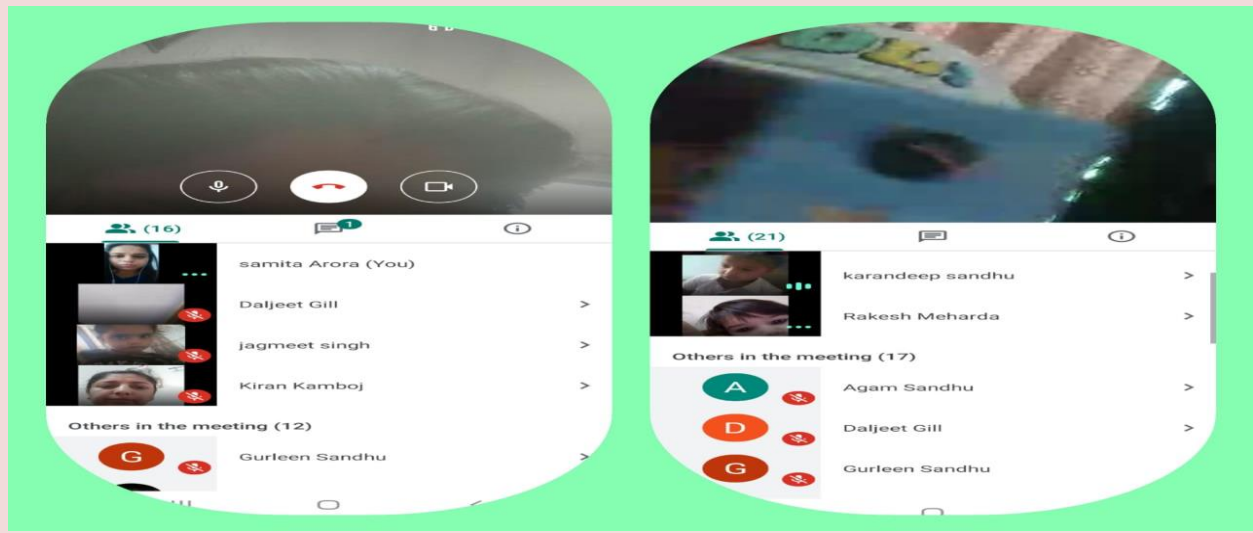 (16)
1
samita Arora (You)
Daljeet Gill
jagmeet singh
Kiran Kamboj
Others in the meeting (12)
G
Gurleen Sandhu
(21)
karandeep sandhu
Rakesh Meharda
Others in the meeting (17)
A
Agam Sandhu
D
Daljeet Gill
G
Gurleen Sandhu